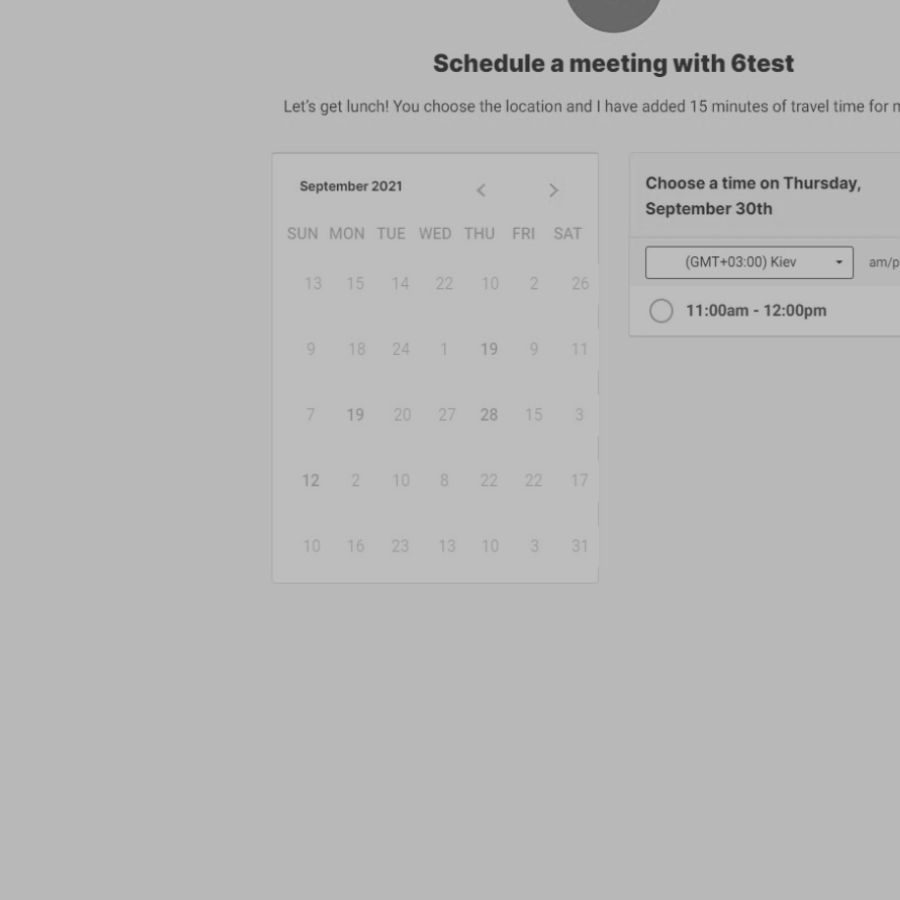 Schedule a meeting with 6test
Let's get lunch! You choose the location and I have added 15 minutes of travel time for
September 2021
SUN MON TUE WED THU FRI SAT
13 15 14 22 10 2 26
9 18 24 1 19 9 11
7 19 20 27 28 15 3
12 2 10 8 22 22 17
10 16 23 13 10 3 31
Choose a time on Thursday,
September 30th
(GMT+03:00) Kiev am/p
11:00am - 12:00pm